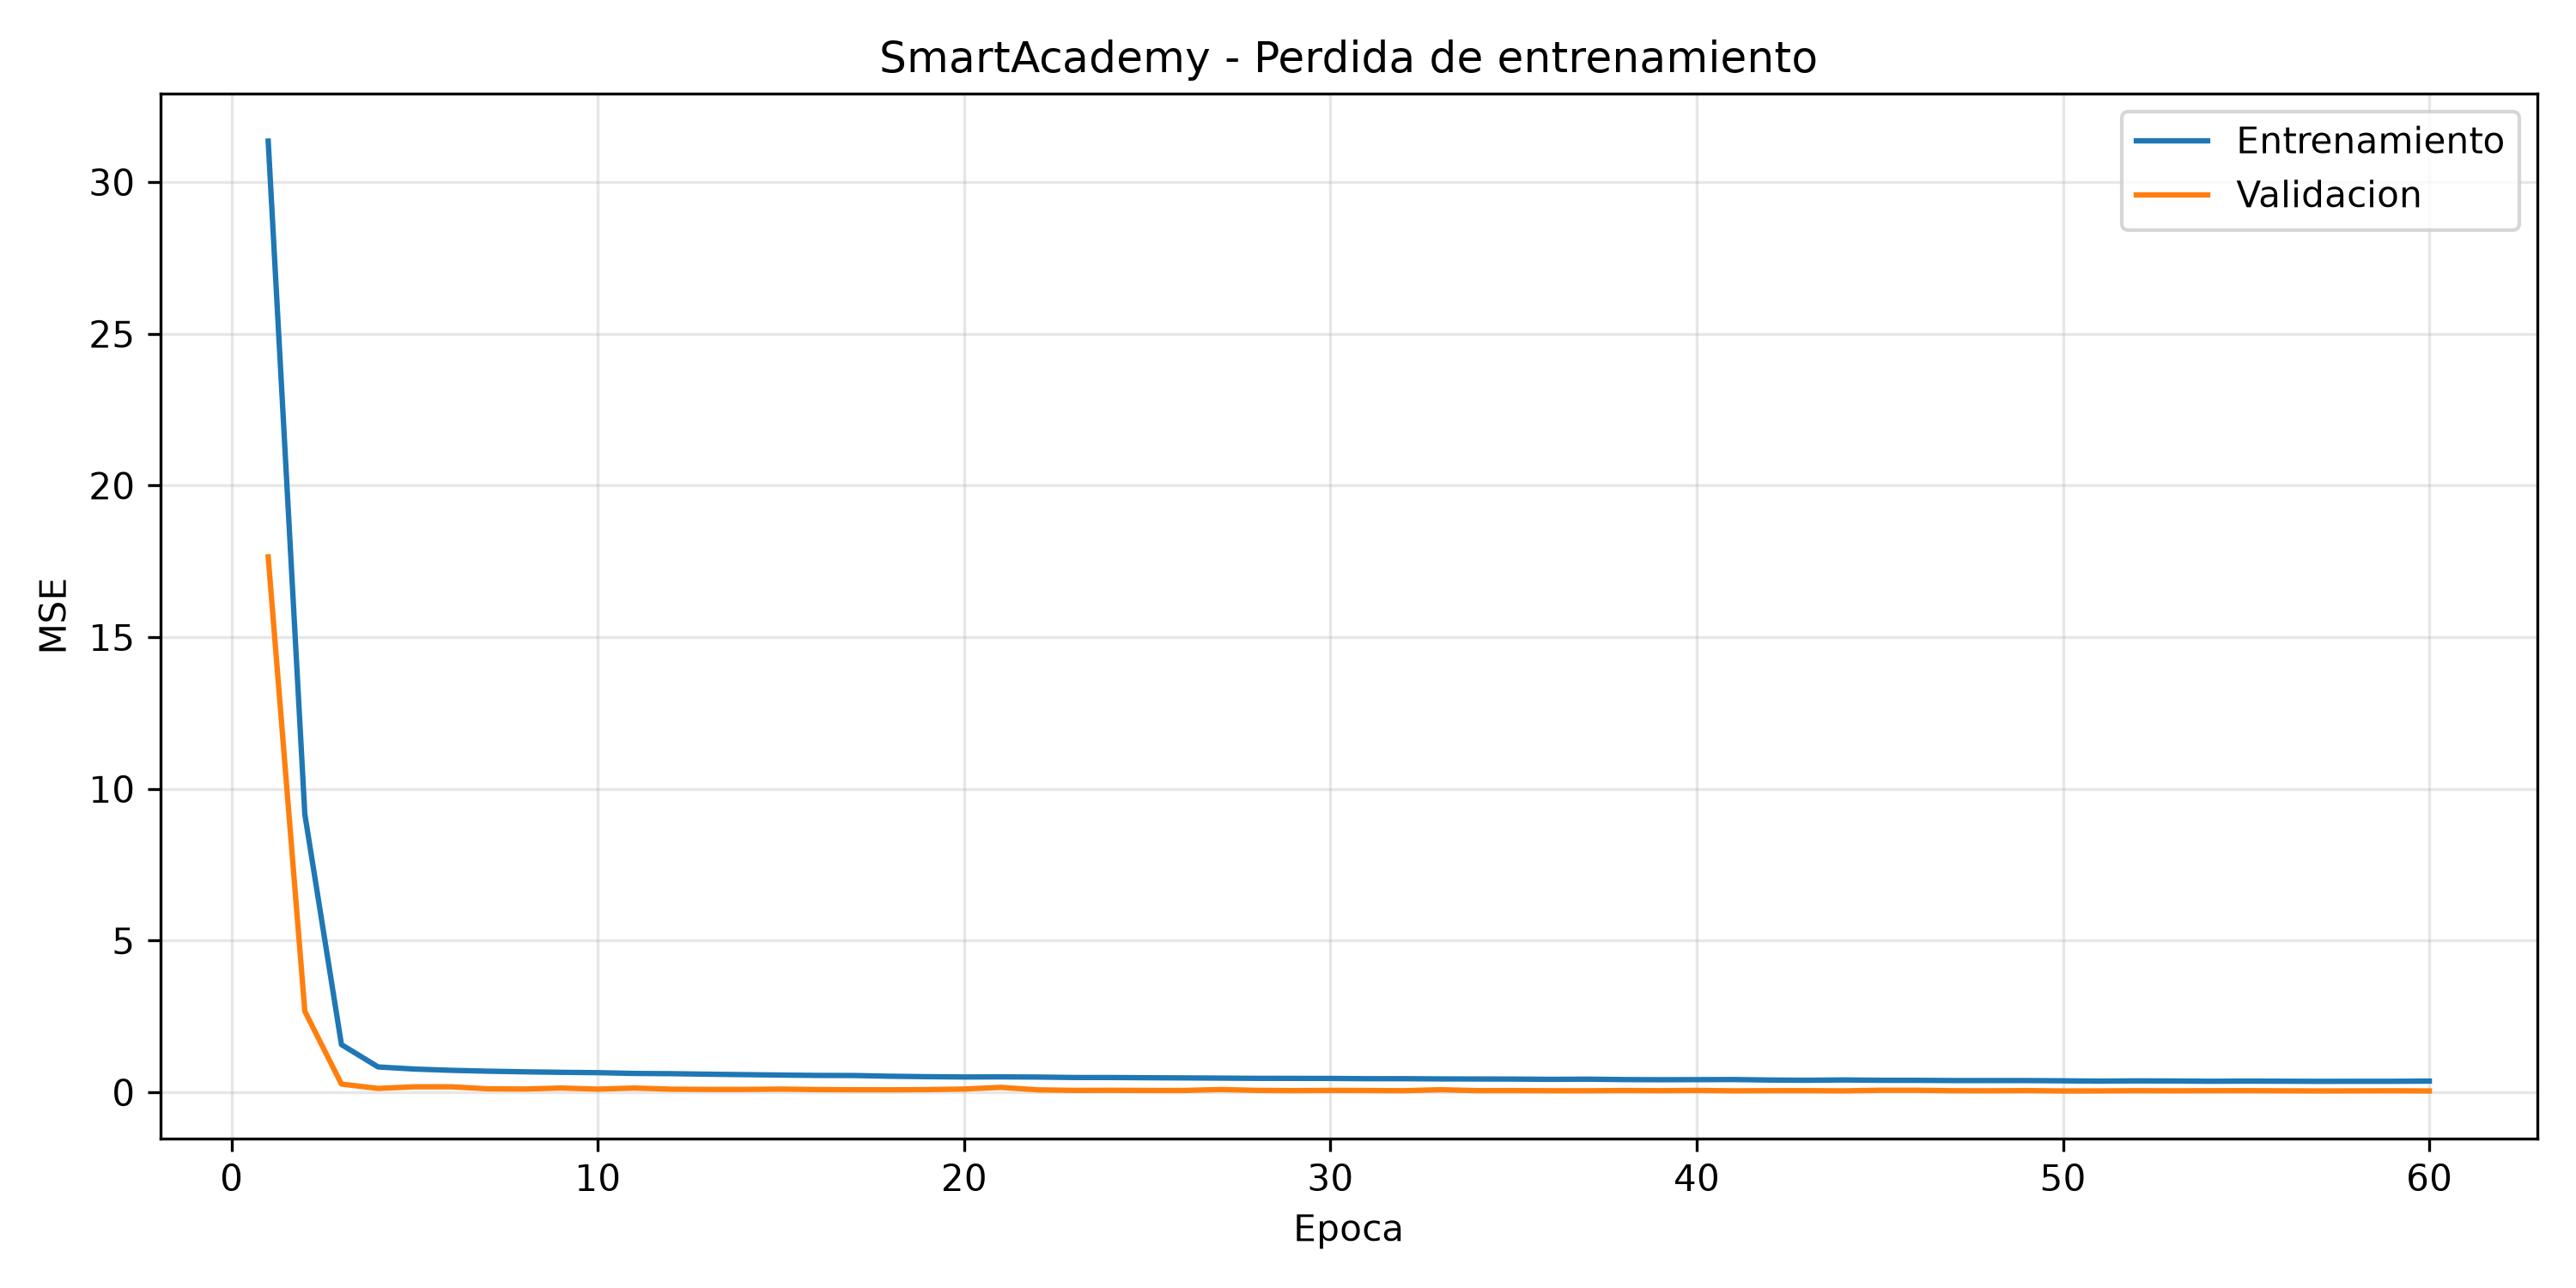 SmartAcademy - Perdida de entrenamiento
Entrenamiento
Validacion
MSE
30
25
20
15
10
5
0
0 10 20 30 40 50 60
Epoca